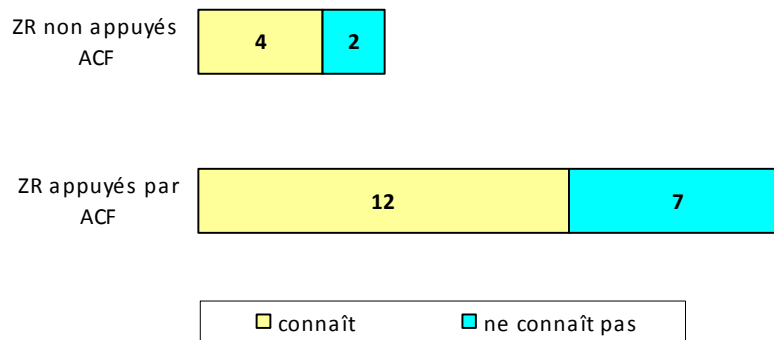 ZR non appuyés
ACF
4 2
ZR appuyés par
ACF
12 7
connaît ne connaît pas